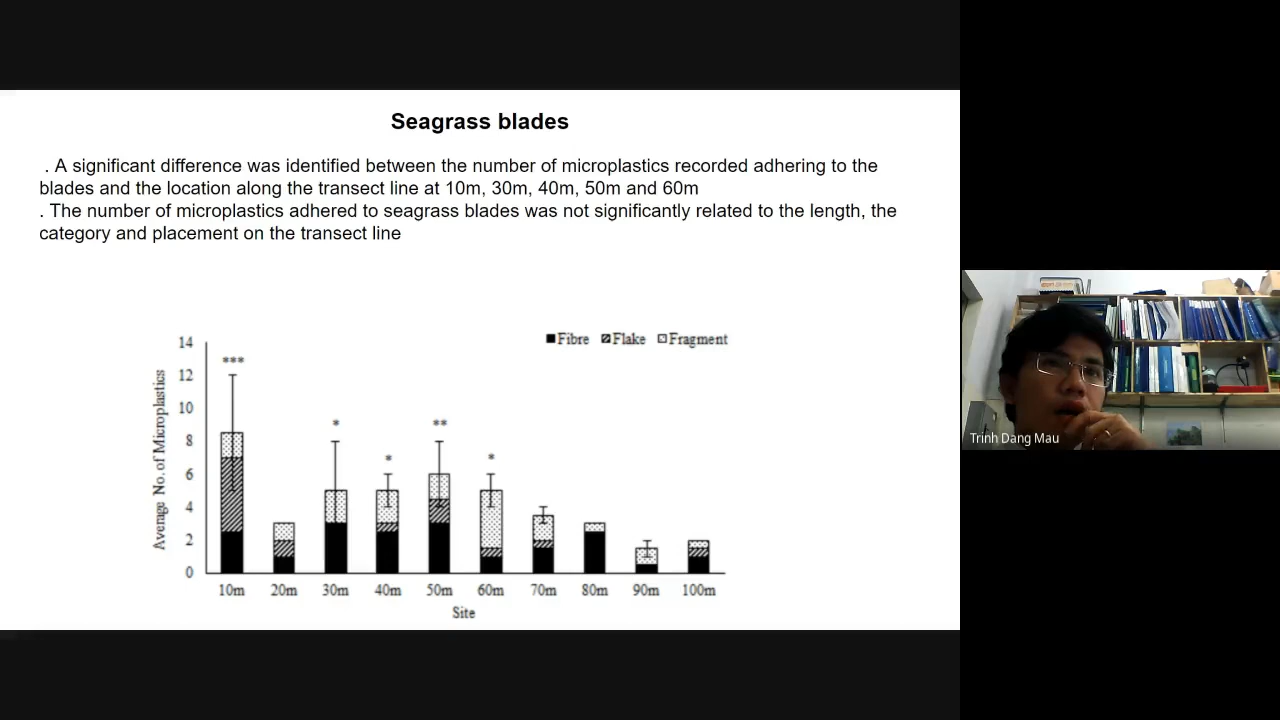 Seagrass blades
. A significant difference was identified between the number of microplastics recorded adhering to the
blades and the location along the transect line at 10m, 30m, 40m, 50m and 60m
. The number of microplastics adhered to seagrass blades was not significantly related to the length, the
category and placement on the transect line
Fibre Flake Fragment
Average No. of Microplastics
14
12
10
8
6
4
2
0
*** * * ** *
10m 20m 30m 40m 50m 60m 70m 80m 90m 100m
Site
Trinh Dang Mau